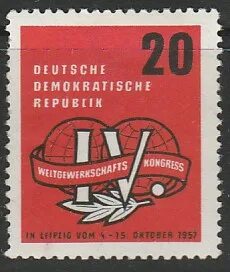 20
DEUTSCHE
DEMOKRATISCHE
REPUBLIK
IV.
WELTGEWERKSCHAFTS KONGRESS
IN LEIPZIG VOM 4-15. OKTOBER 1957